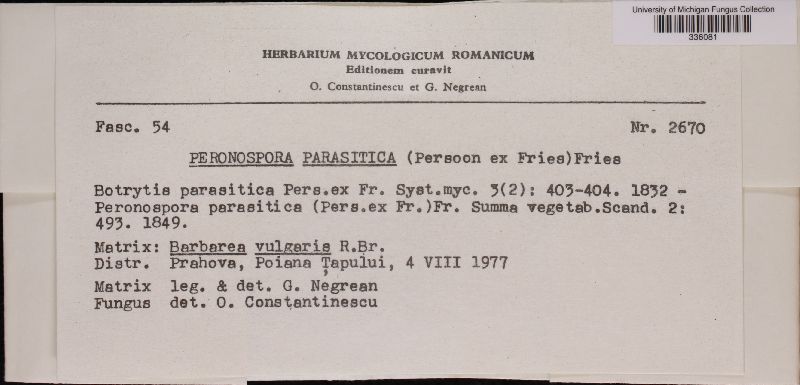 University of Michigan Fungus Collection
336081
HERBARIUM MYCOLOGICUM ROMANICUM
Editionem curavit
O. Constantinescu et G. Negrean
Fasc. 54 Nr. 2670
PERONOSPORA PARASITICA (Persoon ex Fries)Fries
Botrytis parasitica Pers.ex Fr. Syst.myc. 3(2): 403-404. 1832 -
Peronospora parasitica (Pers.ex Fr.)Fr. Summa vegetab.Scand. 2:
493. 1849.
Matrix: Barbarea vulgaris R.Br.
Distr. Prahova, Poiana Țapului, 4 VIII 1977
Matrix leg. & det. G. Negrean
Fungus det. O. Constantinescu